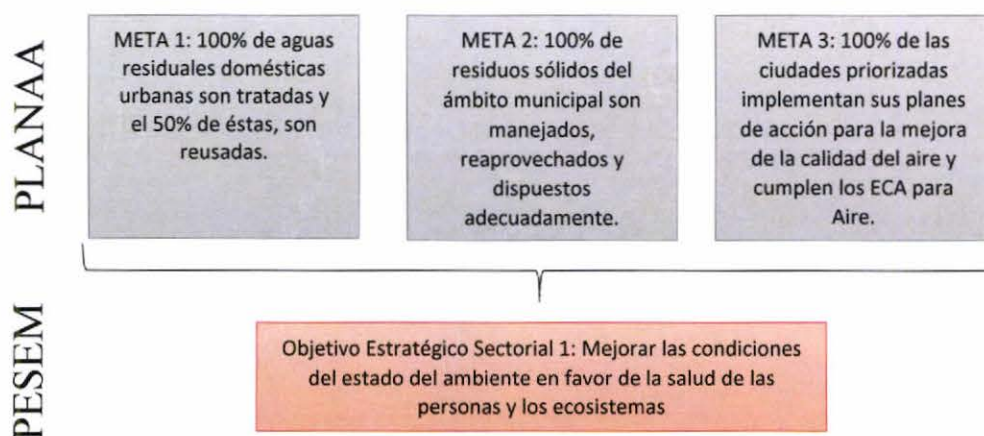 PLANAA
META 1: 100% de aguas
residuales domésticas
urbanas son tratadas y
el 50% de éstas, son
reusadas.
META 2: 100% de
residuos sólidos del
ámbito municipal son
manejados,
reaprovechados y
dispuestos
adecuadamente.
META 3: 100% de las
ciudades priorizadas
implementan sus planes
de acción para la mejora
de la calidad del aire y
cumplen los ECA para
Aire.
PESEM
Objetivo Estratégico Sectorial 1: Mejorar las condiciones
del estado del ambiente en favor de la salud de las
personas y los ecosistemas